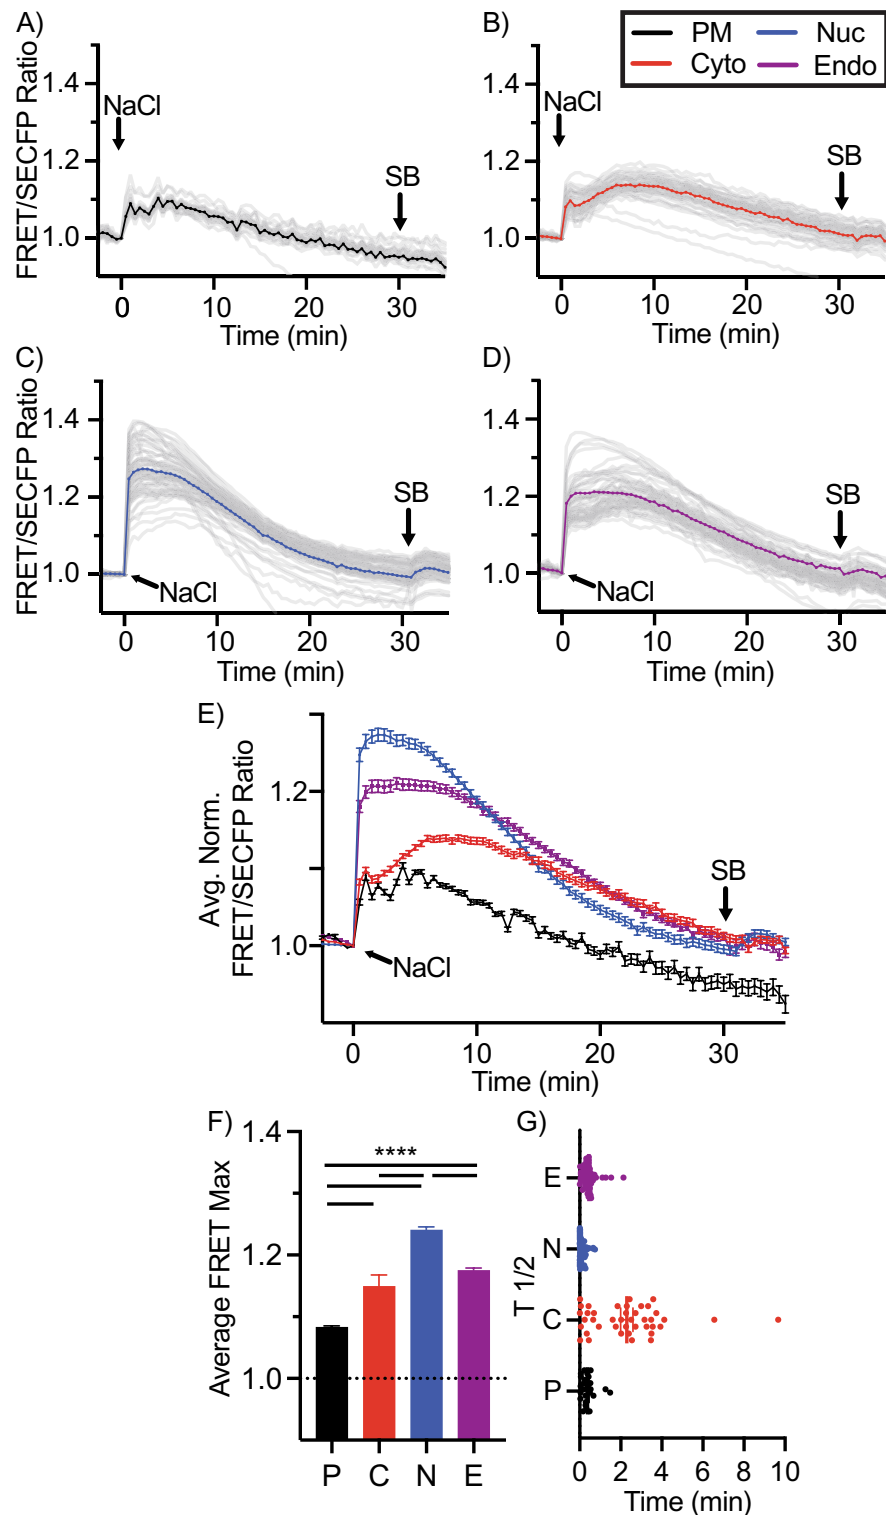 A)
B)
PM
Nuc
Cyto
Endo
FRET/SECFP Ratio
1.4
1.2
1.0
NaCl
SB
0
10
20
30
Time (min)
1.4
1.2
1.0
NaCl
SB
0
10
20
30
Time (min)
C)
D)
FRET/SECFP Ratio
1.4
1.2
1.0
SB
NaCl
0
10
20
30
Time (min)
1.4
1.2
1.0
SB
NaCl
0
10
20
30
Time (min)
E)
Avg. Norm.
FRET/SECFP Ratio
1.2
1.0
SB
NaCl
0
10
20
30
Time (min)
F)
Average FRET Max
1.4
1.2
1.0
****
P
C
N
E
G)
T 1/2
E
N
C
P
0
2
4
6
8
10
Time (min)